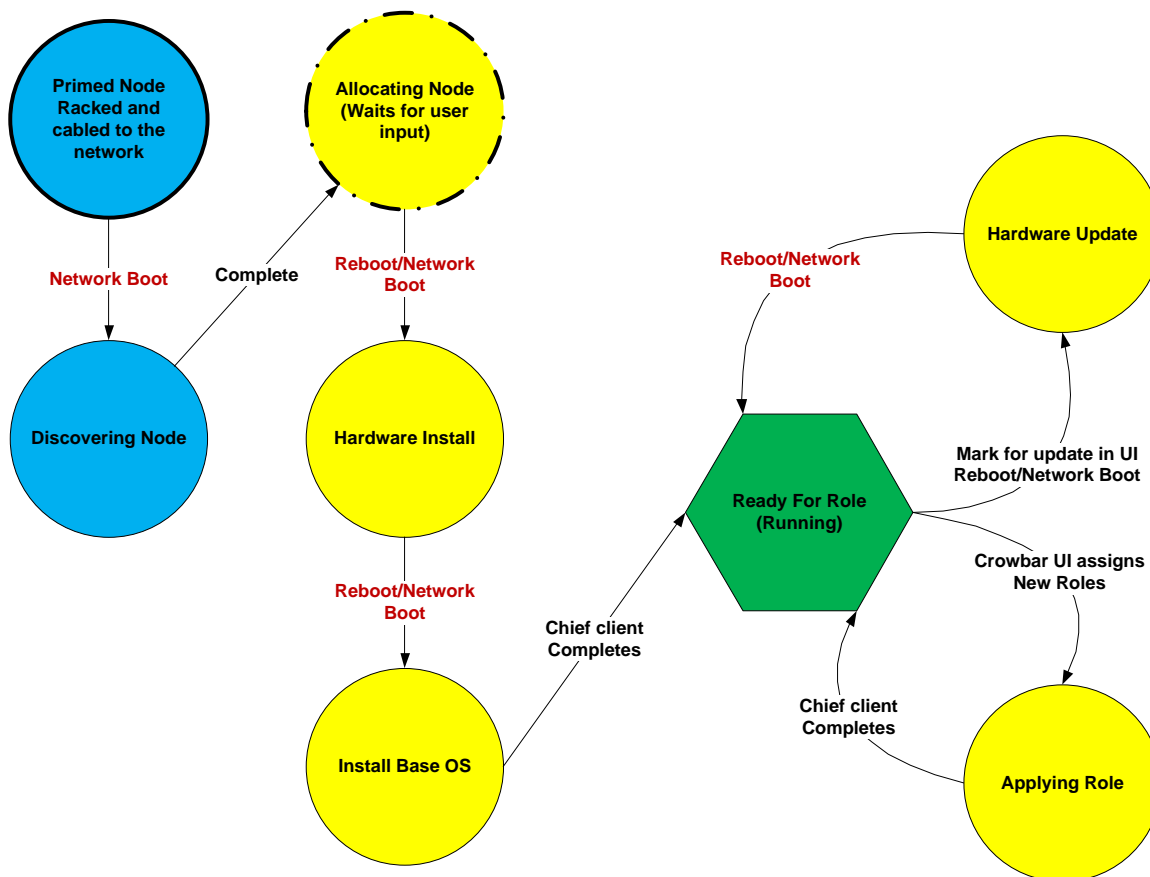 Primed Node
Racked and
cabled to the
network
Network Boot
Discovering Node
Complete
Allocating Node
(Waits for user
input)
Reboot/Network
Boot
Hardware Install
Reboot/Network
Boot
Install Base OS
Chief client
Completes
Ready For Role
(Running)
Reboot/Network
Boot
Hardware Update
Mark for update in UI
Reboot/Network Boot
Crowbar UI assigns
New Roles
Chief client
Completes
Applying Role